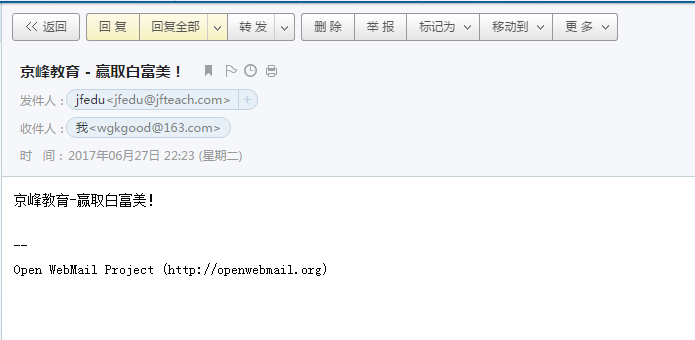 << 返回 回 复 回复全部 转 发 删 除 举 报 标记为 移动到 更 多
京峰教育 - 赢取白富美！
发件人：jfedu<jfedu@jfteach.com> +
收件人：我<wgkgood@163.com>
时 间：2017年06月27日 22:23 (星期二)
京峰教育-赢取白富美！
--
Open WebMail Project (http://openwebmail.org)